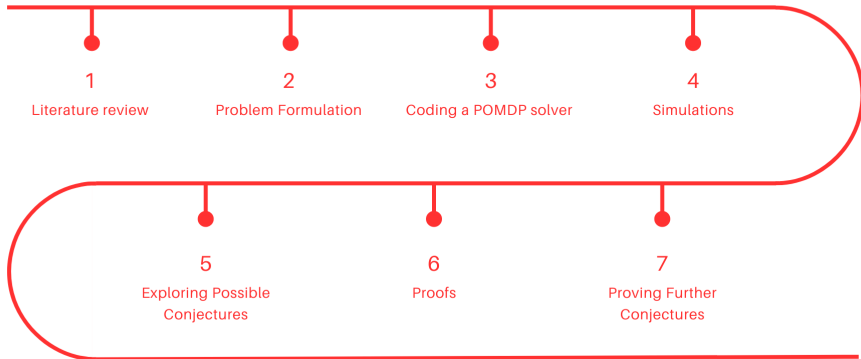 1
2
3
4
Literature review
Problem Formulation
Coding a POMDP solver
Simulations
5
6
7
Exploring Possible
Conjectures
Proofs
Proving Further
Conjectures